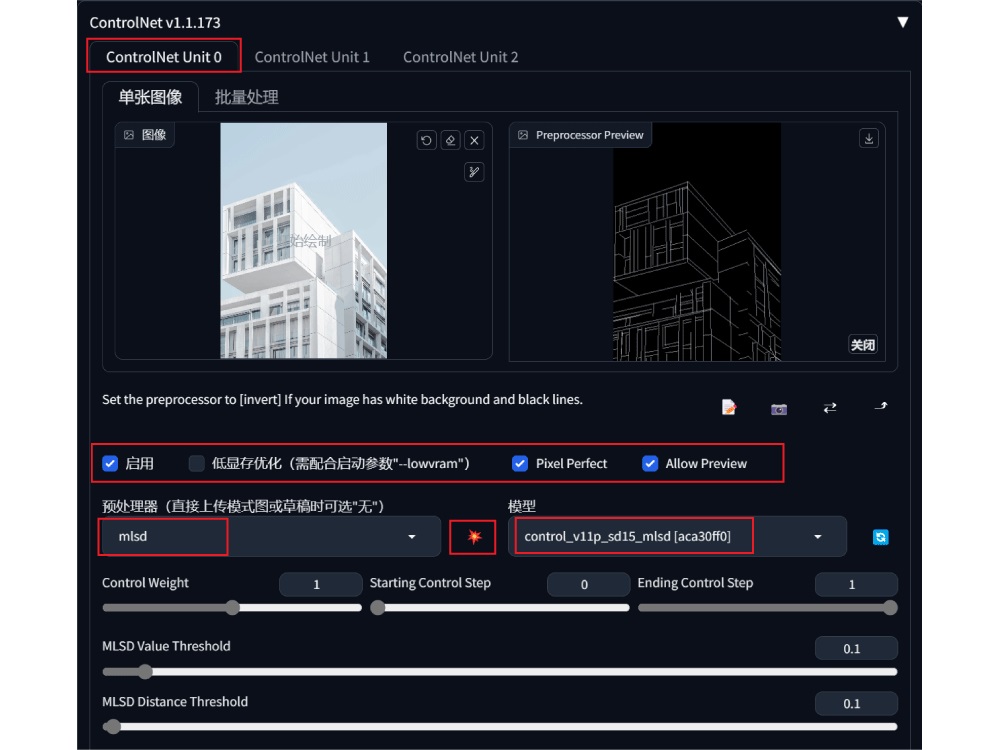 ControlNet v1.1.173
ControlNet Unit 0 ControlNet Unit 1 ControlNet Unit 2
单张图像 批量处理
图像 Preprocessor Preview
始绘制
关闭
Set the preprocessor to [invert] If your image has white background and black lines.
启用 低显存优化（需配合启动参数"--lowvram"） Pixel Perfect Allow Preview
预处理器（直接上传模式图或草稿时可选"无"） 模型
mlsd control_v11p_sd15_mlsd [aca30ff0]
Control Weight 1 Starting Control Step 0 Ending Control Step 1
MLSD Value Threshold 0.1
MLSD Distance Threshold 0.1